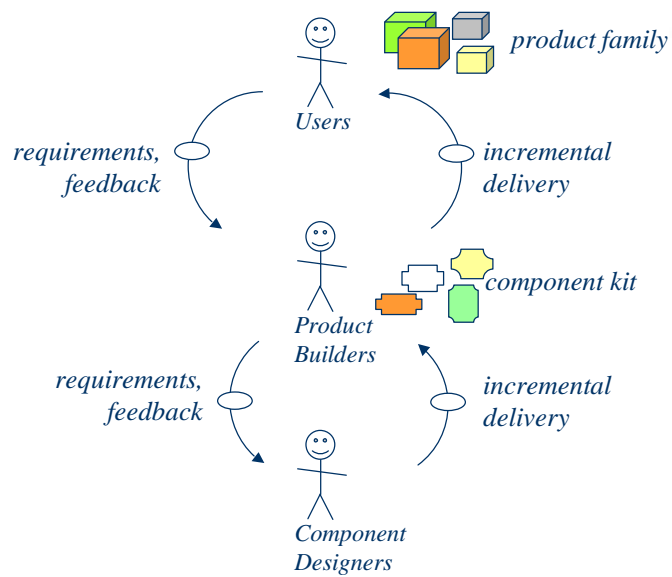 product family
Users
requirements,
feedback
incremental
delivery
component kit
Product
Builders
requirements,
feedback
incremental
delivery
Component
Designers